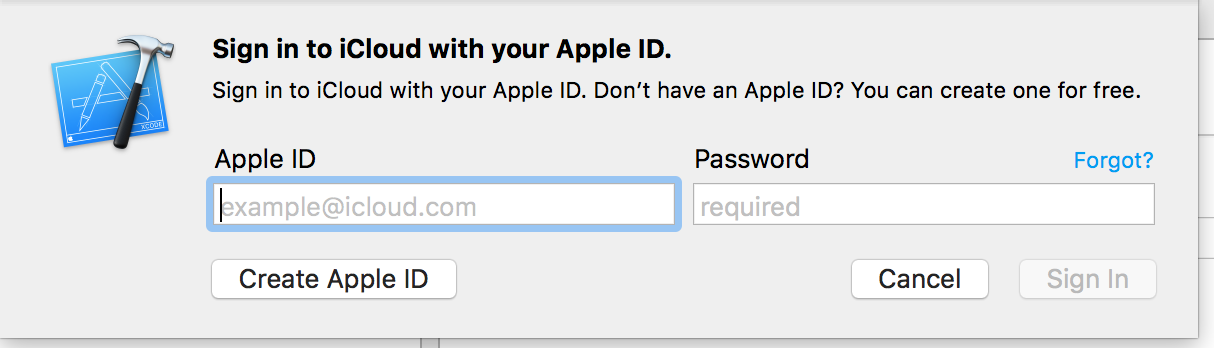 Sign in to iCloud with your Apple ID.
Sign in to iCloud with your Apple ID. Don’t have an Apple ID? You can create one for free.
Apple ID
Password
Forgot?
example@icloud.com
required
Create Apple ID
Cancel
Sign In
XCODE